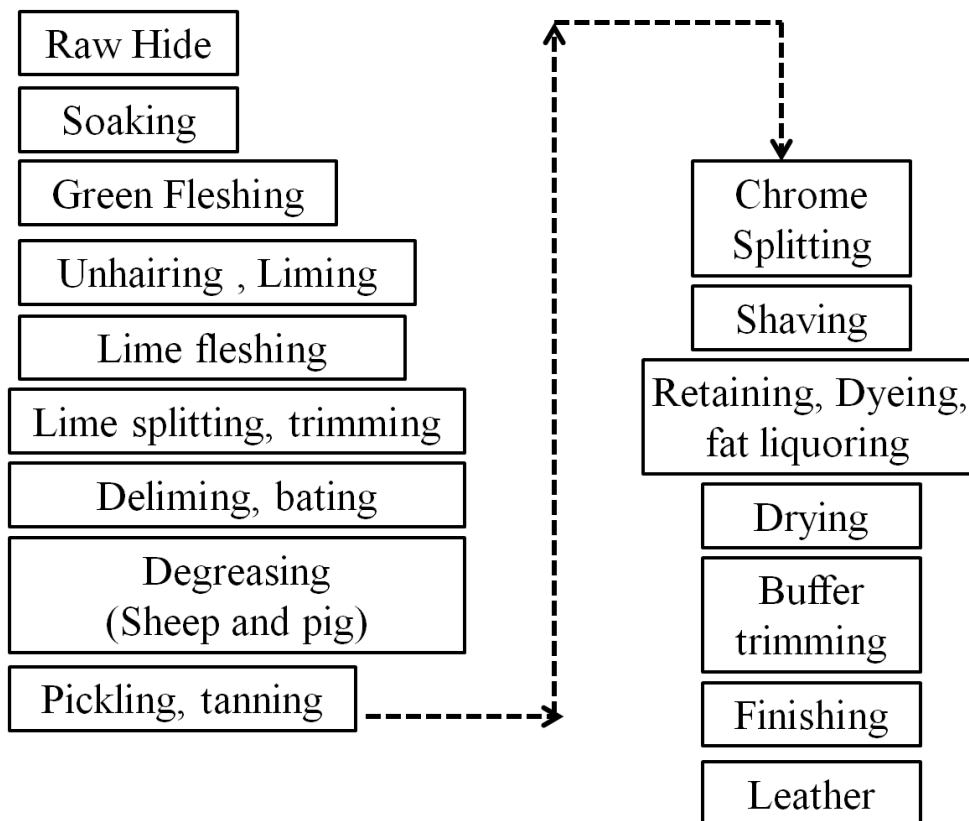 Raw Hide
Soaking
Green Fleshing
Unhairing , Liming
Lime fleshing
Lime splitting, trimming
Deliming, bating
Degreasing
(Sheep and pig)
Pickling, tanning
Chrome
Splitting
Shaving
Retaining, Dyeing,
fat liquoring
Drying
Buffer
trimming
Finishing
Leather